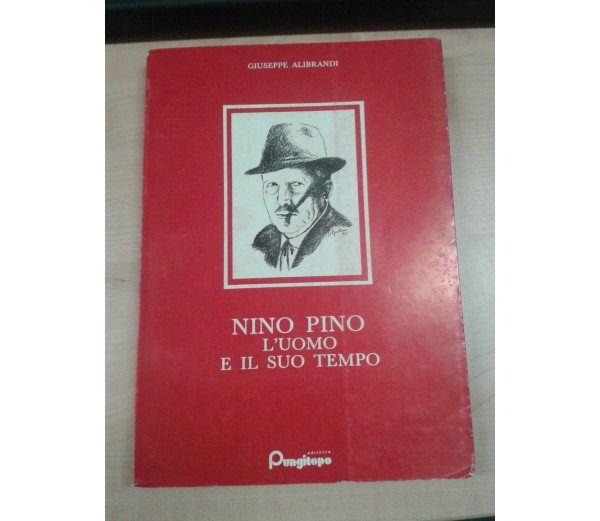 GIUSEPPE ALIBRANDI
NINO PINO
L'UOMO
E IL SUO TEMPO
editrice
Pungitopo